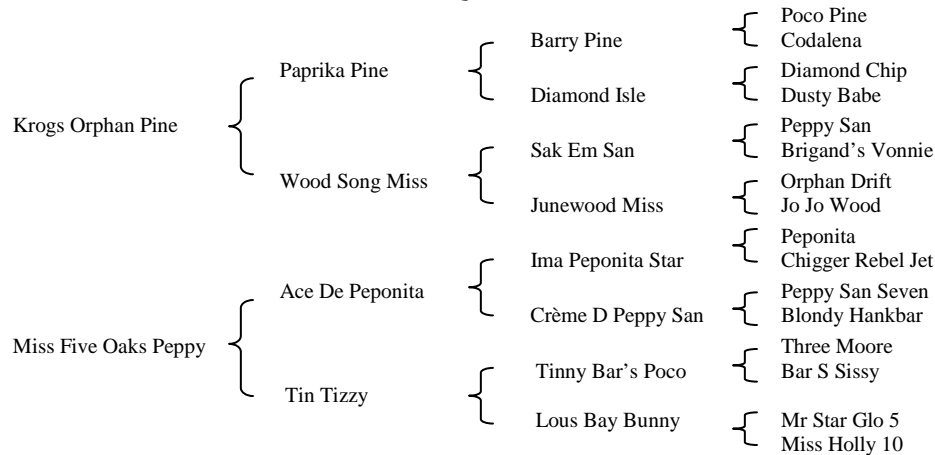 Poco Pine
Barry Pine
Codalena
Paprika Pine
Diamond Chip
Diamond Isle
Dusty Babe
Krogs Orphan Pine
Peppy San
Sak Em San
Brigand's Vonnie
Wood Song Miss
Orphan Drift
Junewood Miss
Jo Jo Wood
Peponita
Ima Peponita Star
Chigger Rebel Jet
Ace De Peponita
Peppy San Seven
Crème D Peppy San
Blondy Hankbar
Miss Five Oaks Peppy
Three Moore
Tinny Bar's Poco
Bar S Sissy
Tin Tizzy
Lous Bay Bunny
Mr Star Glo 5
Miss Holly 10